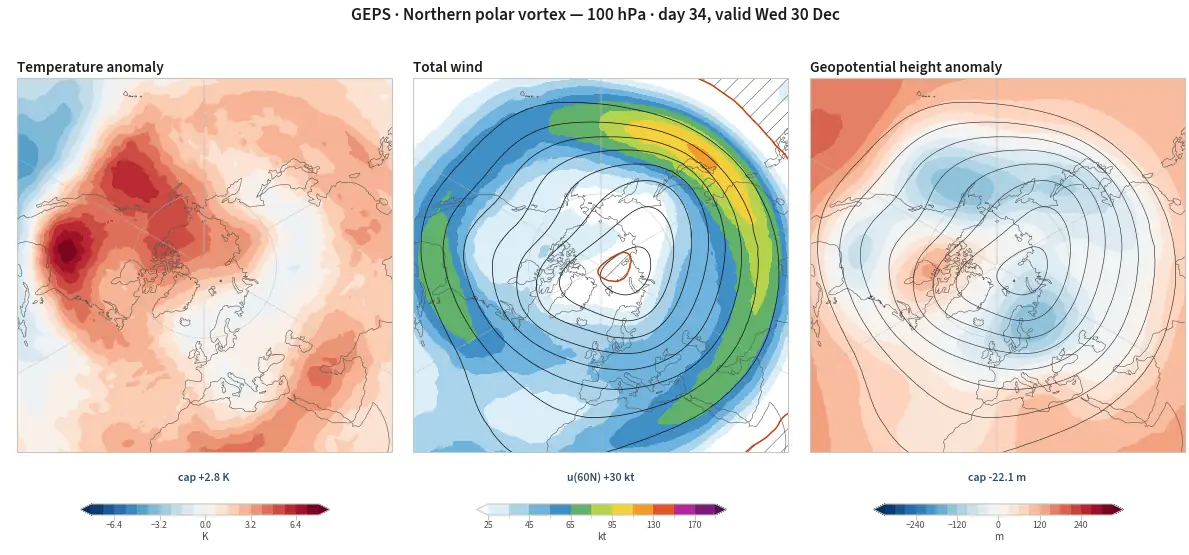 GEPS · Northern polar vortex — 100 hPa · day 34, valid Wed 30 Dec
Temperature anomaly
Total wind
Geopotential height anomaly
cap +2.8 K
u(60N) +30 kt
cap -22.1 m
−6.4 −3.2 0.0 3.2 6.4
K
25 45 65 95 130 170
kt
−240 −120 0 120 240
m